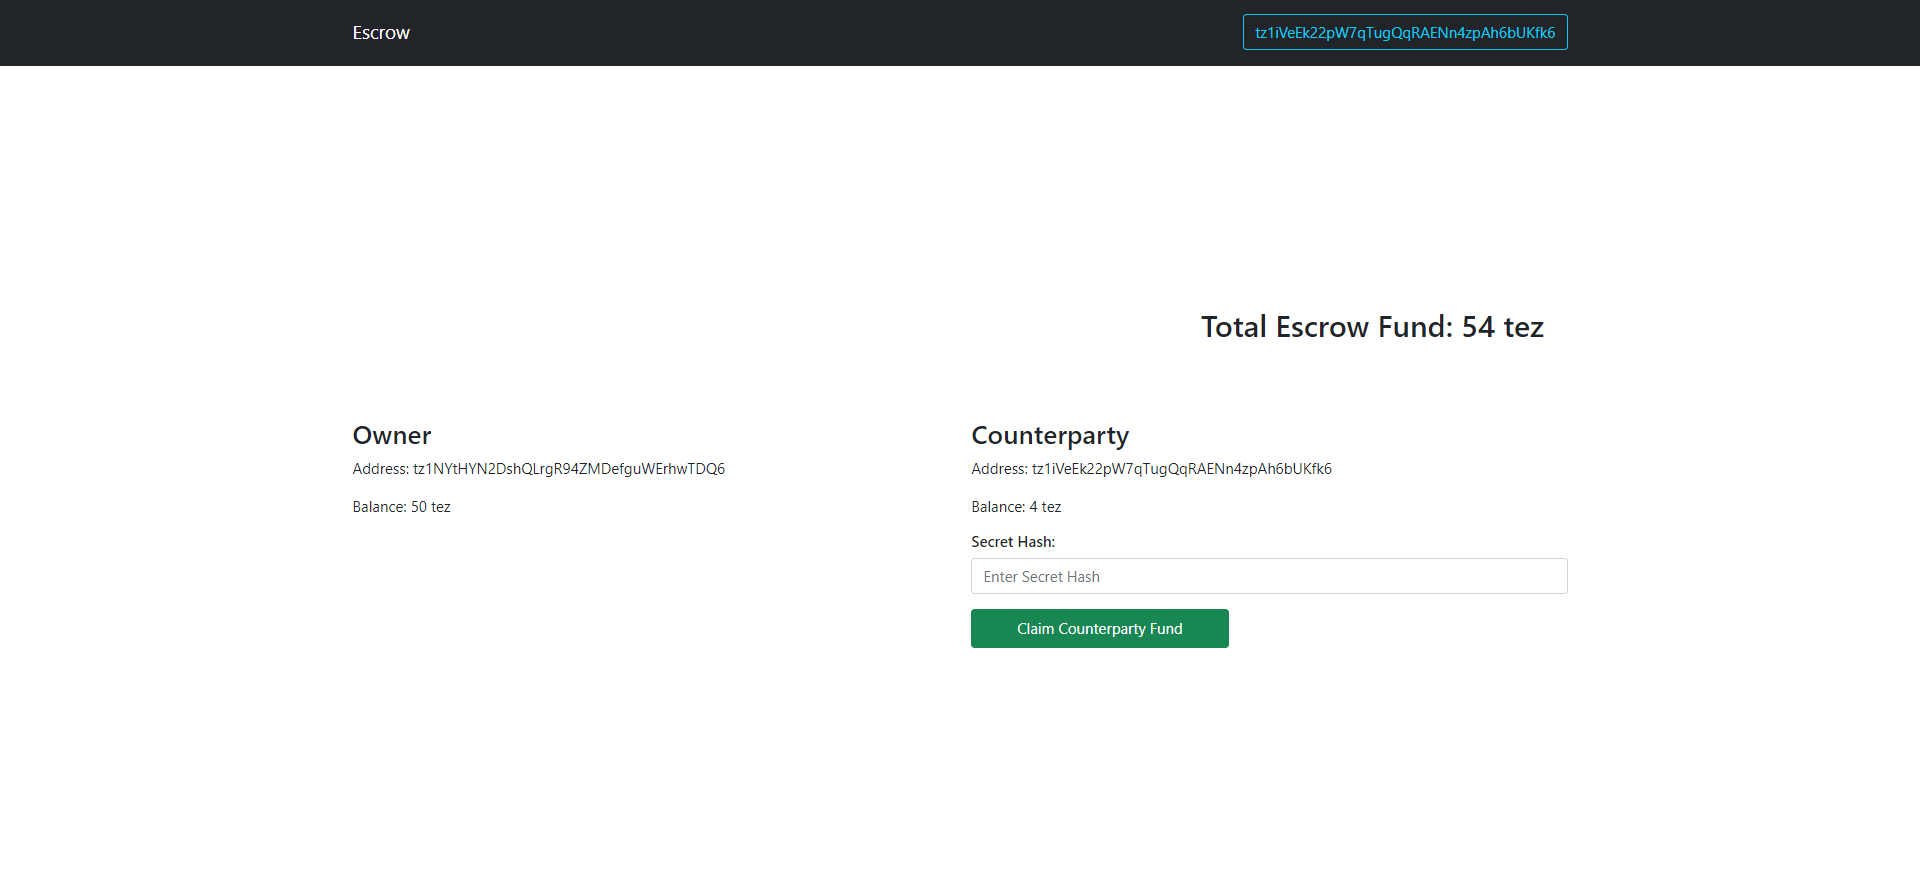 Escrow
tz1iVeEk22pW7qTugQqRAENn4zpAh6bUKfk6
Total Escrow Fund: 54 tez
Owner
Address: tz1NYtHYN2DshQLrgR94ZMDefguWErhwTDQ6
Balance: 50 tez
Counterparty
Address: tz1iVeEk22pW7qTugQqRAENn4zpAh6bUKfk6
Balance: 4 tez
Secret Hash:
Enter Secret Hash
Claim Counterparty Fund